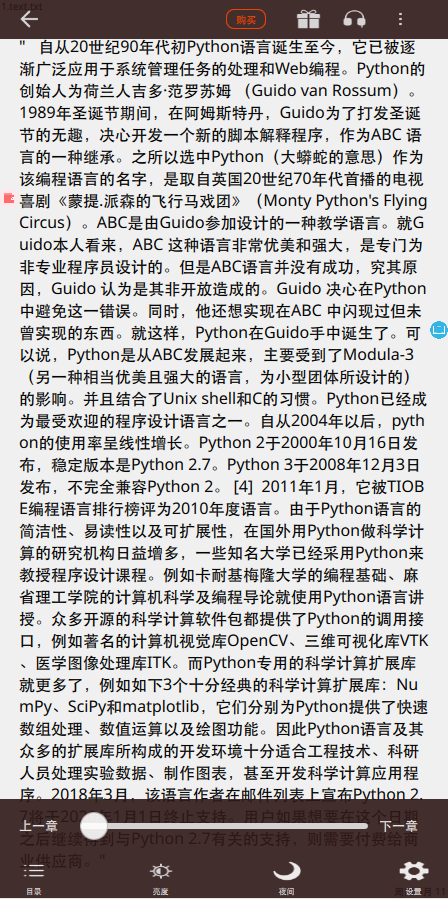 1.text.txt
购买
"   自从20世纪90年代初Python语言诞生至今，它已被逐
渐广泛应用于系统管理任务的处理和Web编程。Python的
创始人为荷兰人吉多·范罗苏姆 （Guido van Rossum）。
1989年圣诞节期间，在阿姆斯特丹，Guido为了打发圣诞
节的无趣，决心开发一个新的脚本解释程序，作为ABC 语
言的一种继承。之所以选中Python（大蟒蛇的意思）作为
该编程语言的名字，是取自英国20世纪70年代首播的电视
喜剧《蒙提.派森的飞行马戏团》（Monty Python's Flying
Circus）。ABC是由Guido参加设计的一种教学语言。就G
uido本人看来，ABC 这种语言非常优美和强大，是专门为
非专业程序员设计的。但是ABC语言并没有成功，究其原
因，Guido 认为是其非开放造成的。Guido 决心在Python
中避免这一错误。同时，他还想实现在ABC 中闪现过但未
曾实现的东西。就这样，Python在Guido手中诞生了。可
以说，Python是从ABC发展起来，主要受到了Modula-3
（另一种相当优美且强大的语言，为小型团体所设计的）
的影响。并且结合了Unix shell和C的习惯。Python已经成
为最受欢迎的程序设计语言之一。自从2004年以后，pyth
on的使用率呈线性增长。Python 2于2000年10月16日发
布，稳定版本是Python 2.7。Python 3于2008年12月3日
发布，不完全兼容Python 2。 [4]  2011年1月，它被TIOB
E编程语言排行榜评为2010年度语言。由于Python语言的
简洁性、易读性以及可扩展性，在国外用Python做科学计
算的研究机构日益增多，一些知名大学已经采用Python来
教授程序设计课程。例如卡耐基梅隆大学的编程基础、麻
省理工学院的计算机科学及编程导论就使用Python语言讲
授。众多开源的科学计算软件包都提供了Python的调用接
口，例如著名的计算机视觉库OpenCV、三维可视化库VTK
、医学图像处理库ITK。而Python专用的科学计算扩展库
就更多了，例如如下3个十分经典的科学计算扩展库：Nu
mPy、SciPy和matplotlib，它们分别为Python提供了快速
数组处理、数值运算以及绘图功能。因此Python语言及其
众多的扩展库所构成的开发环境十分适合工程技术、科研
人员处理实验数据、制作图表，甚至开发科学计算应用程
序。2018年3月，该语言作者在邮件列表上宣布Python 2.
年1月1日终止支持。用户如果想要在这个日期
上一章 下一章
之后继续得到与Python 2.7有关的支持，则需要付费给商
业供应商。"
目录 亮度 夜间 设置